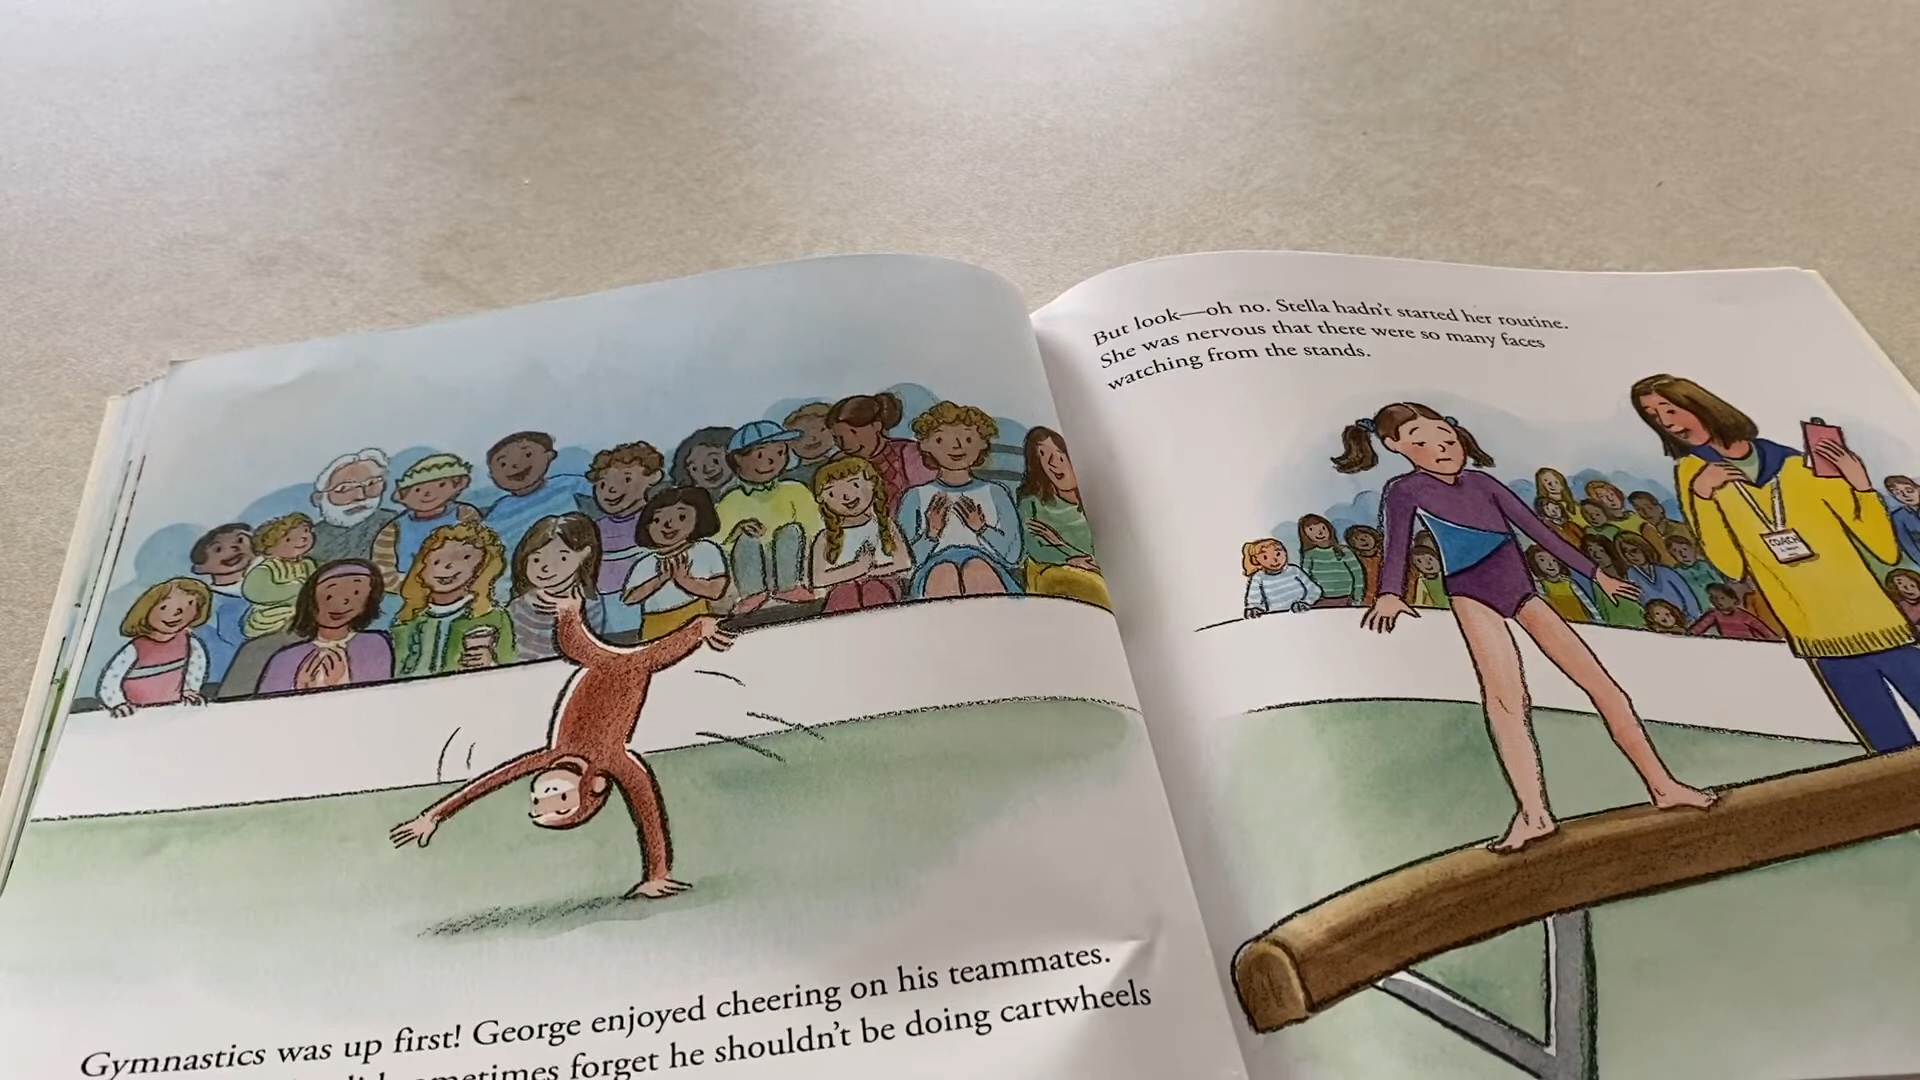 Gymnastics was up first! George enjoyed cheering on his teammates.
sometimes forget he shouldn't be doing cartwheels
But look—oh no. Stella hadn't started her routine.
She was nervous that there were so many faces
watching from the stands.
COACH